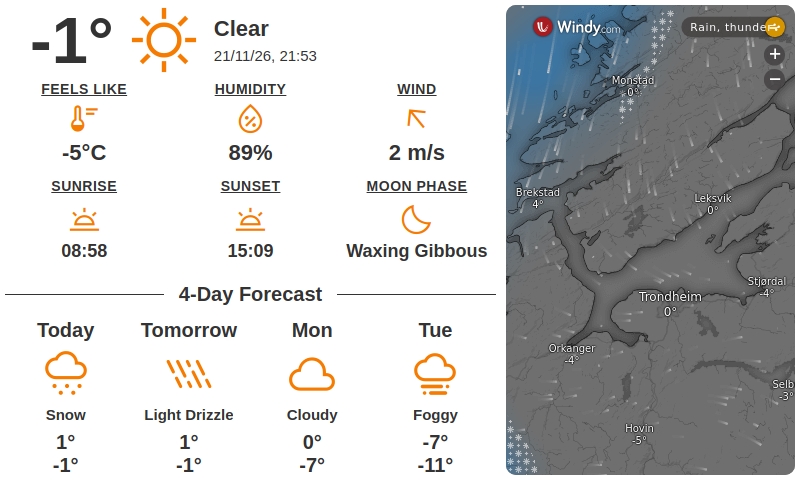 -1°
Clear
21/11/26, 21:53
FEELS LIKE
HUMIDITY
WIND
-5°C
89%
2 m/s
SUNRISE
SUNSET
MOON PHASE
08:58
15:09
Waxing Gibbous
4-Day Forecast
Today
Tomorrow
Mon
Tue
Snow
Light Drizzle
Cloudy
Foggy
1°
1°
0°
-7°
-1°
-1°
-7°
-11°
Windy.com
Rain, thunde
+
−
Monstad
0°
Brekstad
4°
Leksvik
0°
Stjørdal
-4°
Trondheim
0°
Orkanger
-4°
Selb
-3°
Hovin
-5°